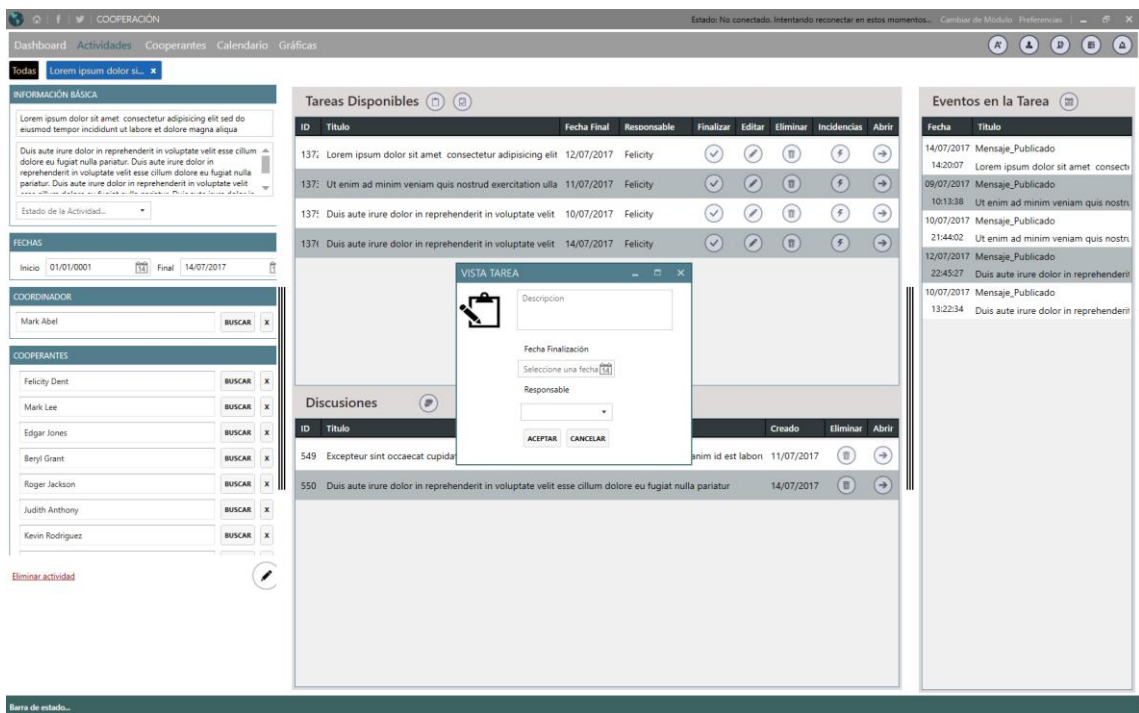 COOPERACIÓN
Estado: No conectado. Intentando reconectar en estos momentos... Cambiar de Módulo Preferencias
Dashboard Actividades Cooperantes Calendario Gráficas
Todas Lorem ipsum dolor si... x
INFORMACIÓN BÁSICA
Lorem ipsum dolor sit amet consectetur adipisicing elit sed do
eiusmod tempor incididunt ut labore et dolore magna aliqua
Duis aute irure dolor in reprehenderit in voluptate velit esse cillum
dolore eu fugiat nulla pariatur. Duis aute irure dolor in
reprehenderit in voluptate velit esse cillum dolore eu fugiat nulla
pariatur. Duis aute irure dolor in reprehenderit in voluptate velit
Estado de la Actividad...
FECHAS
Inicio 01/01/0001 14 Final 14/07/2017
COORDINADOR
Mark Abel BUSCAR X
COOPERANTES
Felicity Dent BUSCAR X
Mark Lee BUSCAR X
Edgar Jones BUSCAR X
Beryl Grant BUSCAR X
Roger Jackson BUSCAR X
Judith Anthony BUSCAR X
Kevin Rodriguez BUSCAR X
Eliminar actividad
Tareas Disponibles
ID Titulo Fecha Final Responsable Finalizar Editar Eliminar Incidencias Abrir
137 Lorem ipsum dolor sit amet consectetur adipisicing elit 12/07/2017 Felicity
137 Ut enim ad minim veniam quis nostrud exercitation ulla 11/07/2017 Felicity
137 Duis aute irure dolor in reprehenderit in voluptate velit 10/07/2017 Felicity
137 Duis aute irure dolor in reprehenderit in voluptate velit 14/07/2017 Felicity
VISTA TAREA
Descripcion
Fecha Finalización
Seleccione una fecha 14
Responsable
ACEPTAR CANCELAR
Discusiones
ID Titulo Creado Eliminar Abrir
549 Excepteur sint occaecat cupida anim id est labor 11/07/2017
550 Duis aute irure dolor in reprehenderit in voluptate velit esse cillum dolore eu fugiat nulla pariatur 14/07/2017
Eventos en la Tarea
Fecha Titulo
14/07/2017 Mensaje_Publicado
14:20:07 Lorem ipsum dolor sit amet consect
09/07/2017 Mensaje_Publicado
10:13:38 Ut enim ad minim veniam quis nostr
10/07/2017 Mensaje_Publicado
21:44:02 Ut enim ad minim veniam quis nostr
12/07/2017 Mensaje_Publicado
22:45:27 Duis aute irure dolor in reprehenderit
10/07/2017 Mensaje_Publicado
13:22:34 Duis aute irure dolor in reprehenderit
Barra de estado...